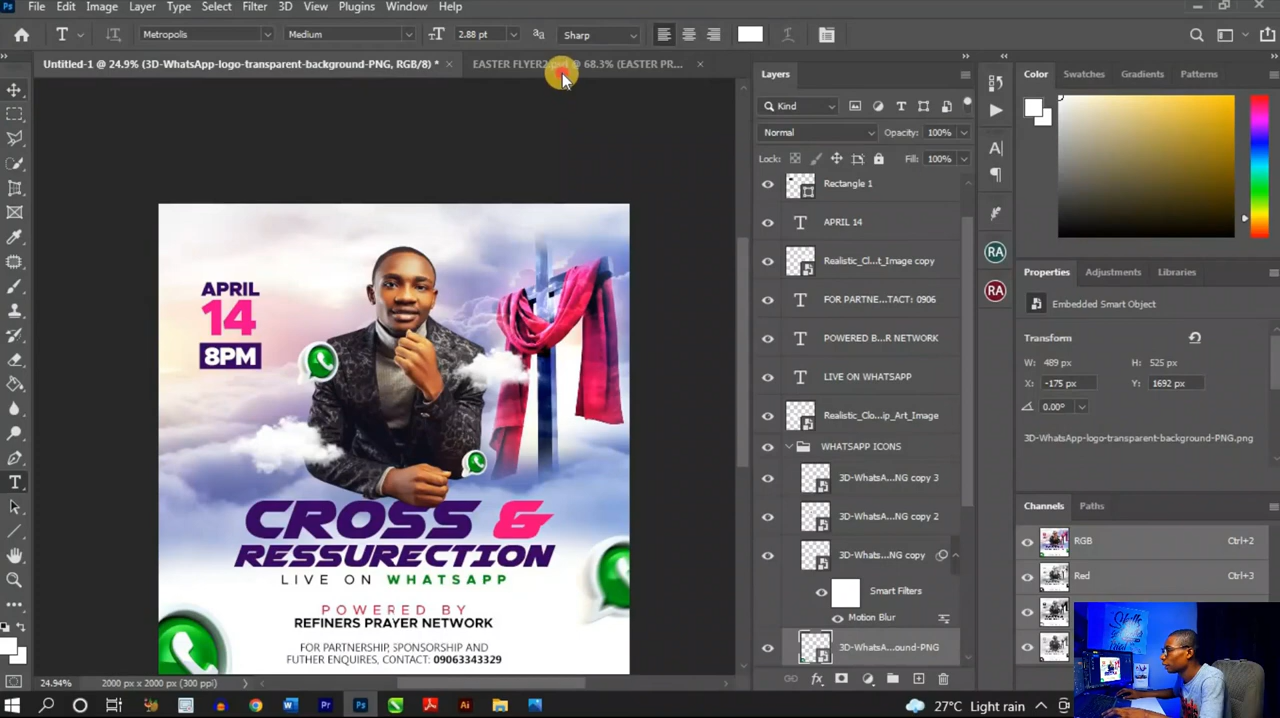 Ps File Edit Image Layer Type Select Filter 3D View Plugins Window Help
T Metropolis Medium 2.88 pt Sharp
Untitled-1 @ 24.9% (3D-WhatsApp-logo-transparent-background-PNG, RGB/8) * × EASTER FLYER2.psd @ 68.3% (EASTER PR... ×
APRIL
14
8PM
CROSS &
RESSURECTION
LIVE ON WHATSAPP
POWERED BY
REFINERS PRAYER NETWORK
FOR PARTNERSHIP, SPONSORSHIP AND
FUTHER ENQUIRES, CONTACT: 09063343329
24.94% 2000 px x 2000 px (300 ppi)
Layers
Kind
Normal Opacity: 100%
Lock: Fill: 100%
Rectangle 1
APRIL 14
Realistic_Cl...t_Image copy
FOR PARTNE...TACT: 0906
POWERED B...R NETWORK
LIVE ON WHATSAPP
Realistic_Clo...ip_Art_Image
WHATSAPP ICONS
3D-WhatsA...NG copy 3
3D-WhatsA...NG copy 2
3D-Whats...NG copy
Smart Filters
Motion Blur
3D-WhatsA...ound-PNG
RA
RA
Color Swatches Gradients Patterns
Properties Adjustments Libraries
Embedded Smart Object
Transform
W: 489 px H: 525 px
X: -175 px Y: 1692 px
0.00°
3D-WhatsApp-logo-transparent-background-PNG.png
Channels Paths
RGB Ctrl+2
Red Ctrl+3
27°C Light rain